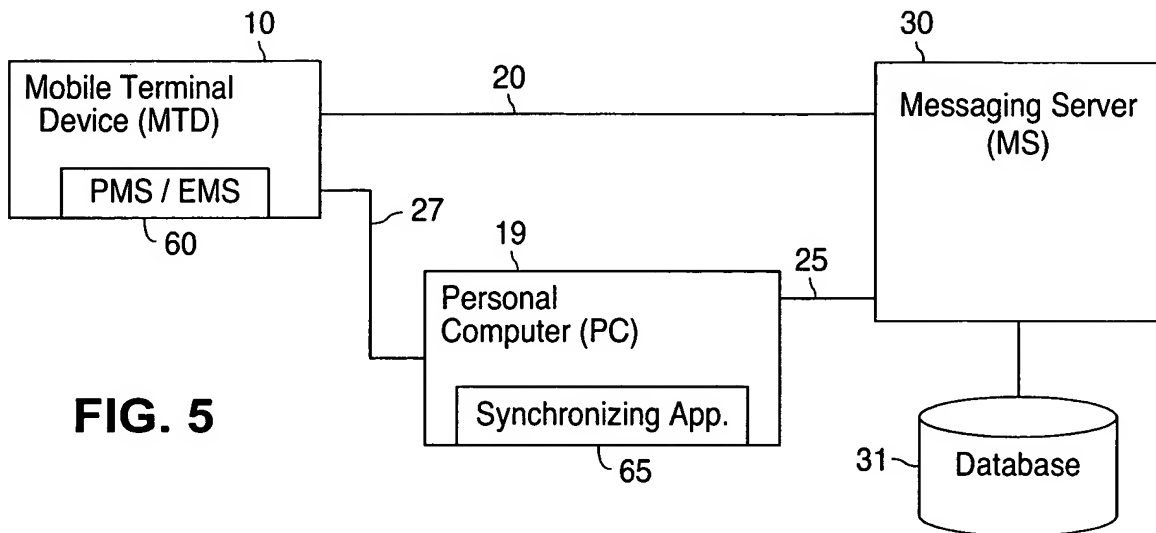 10
Mobile Terminal
Device (MTD)
PMS / EMS
60
20
27
30
Messaging Server
(MS)
19
Personal
Computer (PC)
Synchronizing App.
65
25
31
Database
FIG. 5